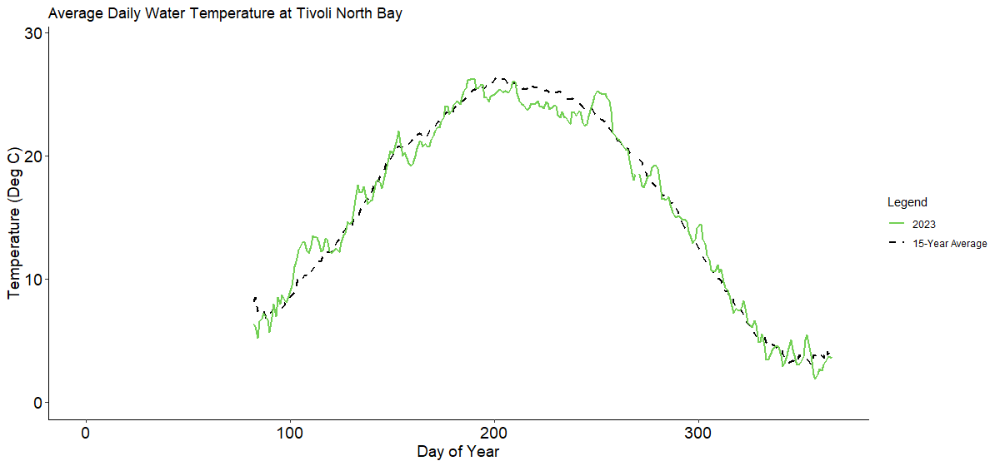 Average Daily Water Temperature at Tivoli North Bay
30
20
10
0
Temperature (Deg C)
0 100 200 300
Day of Year
Legend
2023
15-Year Average